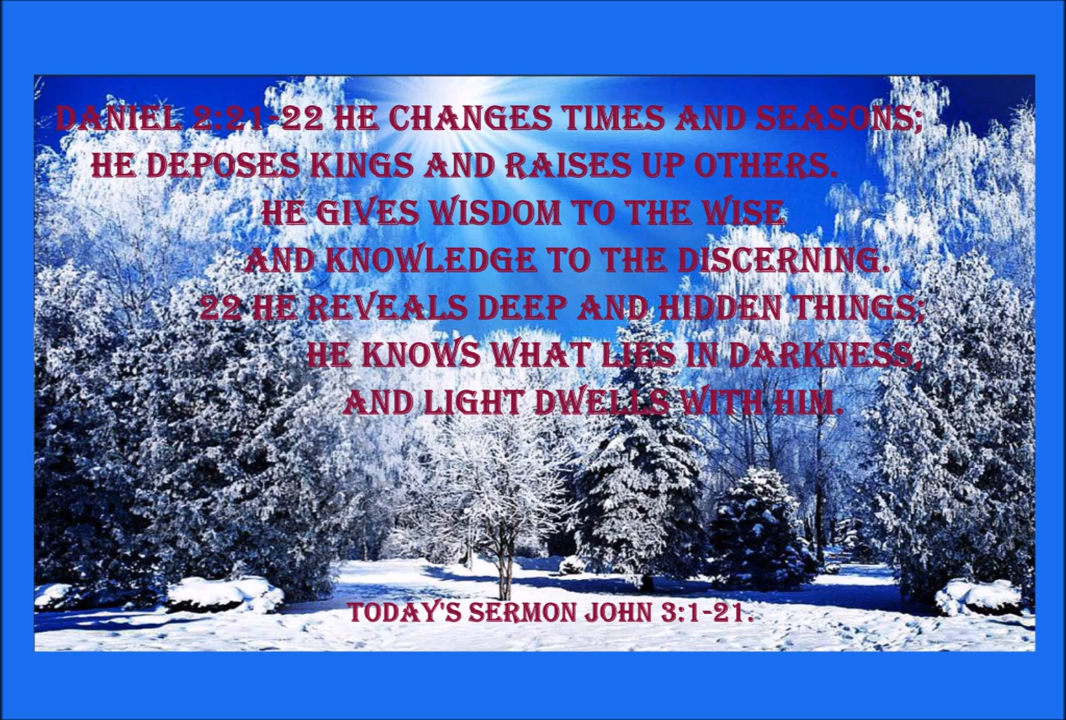 DANIEL 2:21-22 HE CHANGES TIMES AND SEASONS;
HE DEPOSES KINGS AND RAISES UP OTHERS.
HE GIVES WISDOM TO THE WISE
AND KNOWLEDGE TO THE DISCERNING.
22 HE REVEALS DEEP AND HIDDEN THINGS;
HE KNOWS WHAT LIES IN DARKNESS,
AND LIGHT DWELLS WITH HIM.
TODAY'S SERMON JOHN 3:1-21.